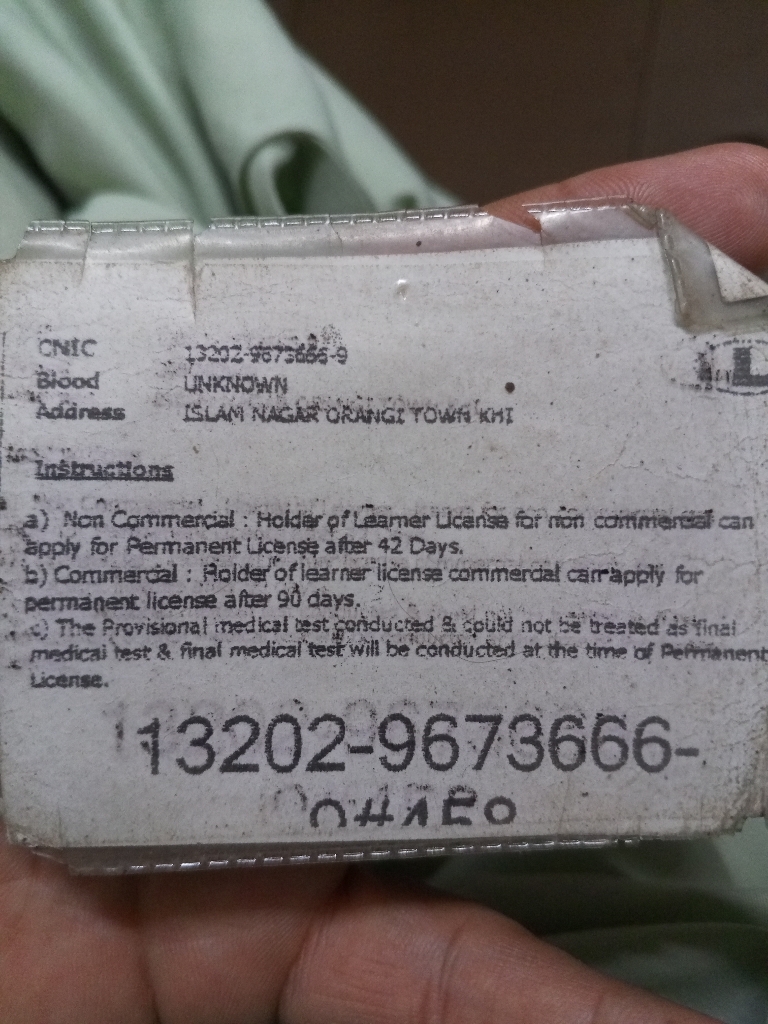 CNIC 13202-9673666-9
Blood UNKNOWN
Address ISLAM NAGAR ORANGI TOWN KHI
L
Instructions
a) Non Commercial : Holder of Learner License for non commercial can
apply for Permanent License after 42 Days.
b) Commercial : Holder of learner license commercial can apply for
permanent license after 90 days.
c) The Provisional medical test conducted & could not be treated as final
medical test & final medical test will be conducted at the time of Permanent
License.
13202-9673666-